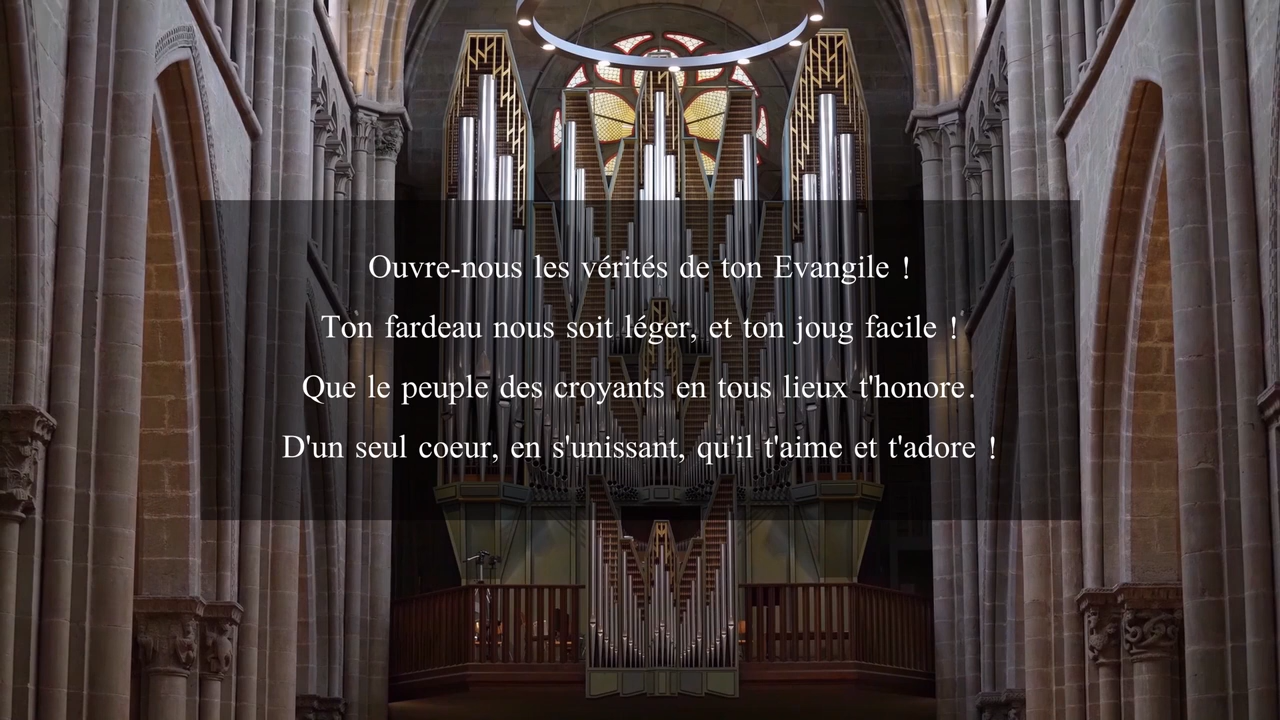 Ouvre-nous les vérités de ton Evangile !
Ton fardeau nous soit léger, et ton joug facile !
Que le peuple des croyants en tous lieux t'honore.
D'un seul coeur, en s'unissant, qu'il t'aime et t'adore !